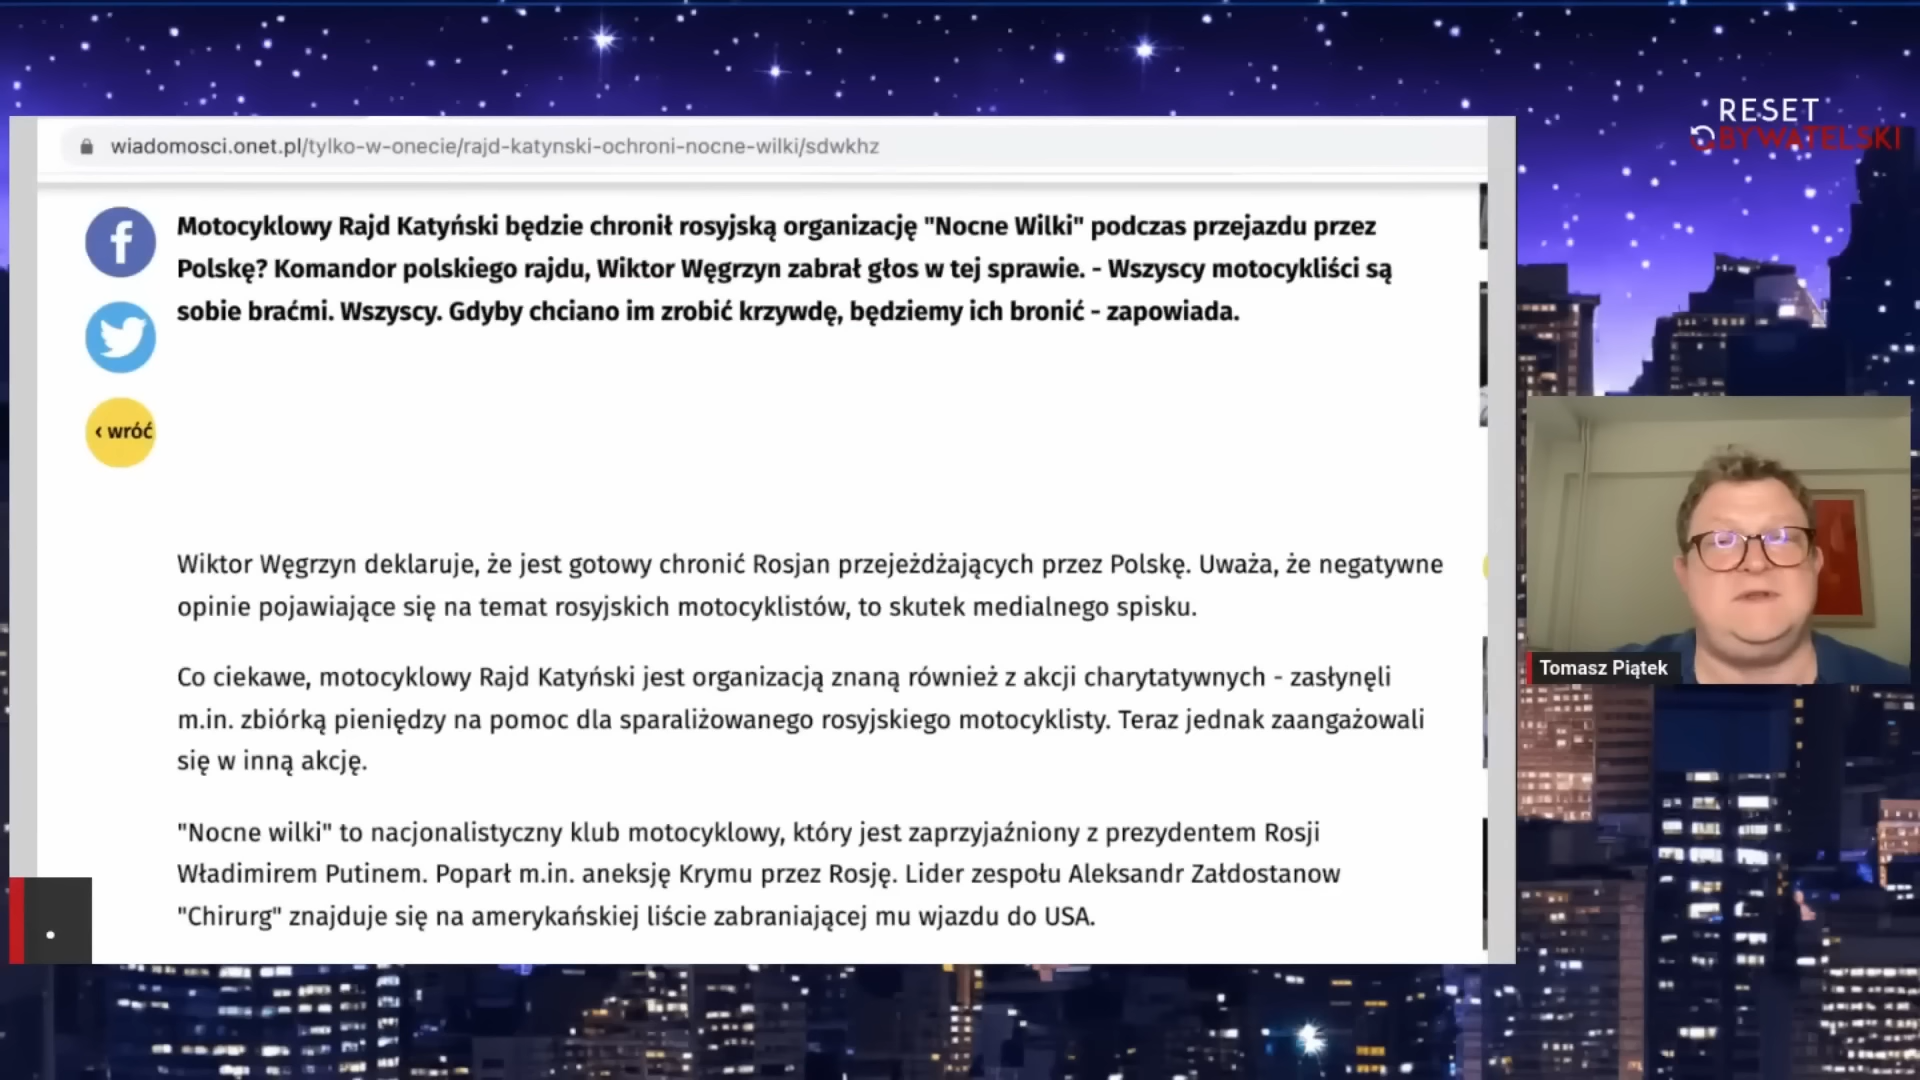 RESET
OBYWATELSKI
wiadomosci.onet.pl/tylko-w-onecie/rajd-katynski-ochroni-nocne-wilki/sdwkhz
Motocyklowy Rajd Katyński będzie chronił rosyjską organizację "Nocne Wilki" podczas przejazdu przez
Polskę? Komandor polskiego rajdu, Wiktor Węgrzyn zabrał głos w tej sprawie. - Wszyscy motocykliści są
sobie braćmi. Wszyscy. Gdyby chciano im zrobić krzywdę, będziemy ich bronić - zapowiada.
‹ wróć
Wiktor Węgrzyn deklaruje, że jest gotowy chronić Rosjan przejeżdżających przez Polskę. Uważa, że negatywne
opinie pojawiające się na temat rosyjskich motocyklistów, to skutek medialnego spisku.
Co ciekawe, motocyklowy Rajd Katyński jest organizacją znaną również z akcji charytatywnych - zasłynęli
m.in. zbiórką pieniędzy na pomoc dla sparaliżowanego rosyjskiego motocyklisty. Teraz jednak zaangażowali
się w inną akcję.
"Nocne wilki" to nacjonalistyczny klub motocyklowy, który jest zaprzyjaźniony z prezydentem Rosji
Władimirem Putinem. Poparł m.in. aneksję Krymu przez Rosję. Lider zespołu Aleksandr Załdostanow
"Chirurg" znajduje się na amerykańskiej liście zabraniającej mu wjazdu do USA.
Tomasz Piątek
.